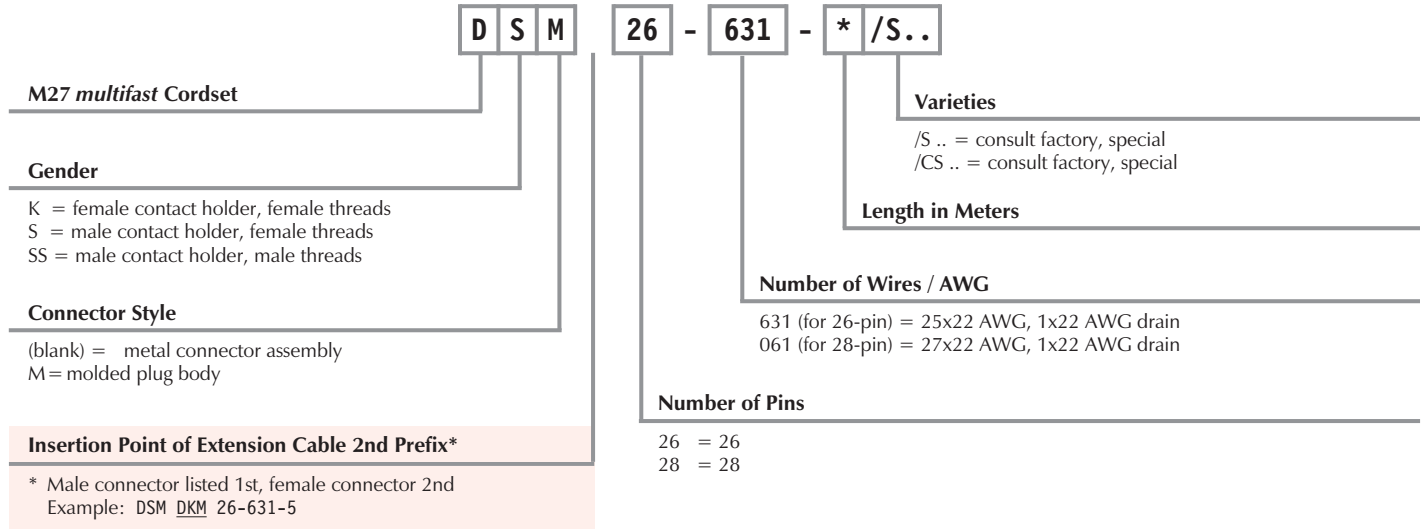 D S M 26 - 631 - * /S..
M27 multifast Cordset
Gender
K = female contact holder, female threads
S = male contact holder, female threads
SS = male contact holder, male threads
Connector Style
(blank) = metal connector assembly
M = molded plug body
Insertion Point of Extension Cable 2nd Prefix*
* Male connector listed 1st, female connector 2nd
Example: DSM DKM 26-631-5
Varieties
/S .. = consult factory, special
/CS .. = consult factory, special
Length in Meters
Number of Wires / AWG
631 (for 26-pin) = 25x22 AWG, 1x22 AWG drain
061 (for 28-pin) = 27x22 AWG, 1x22 AWG drain
Number of Pins
26 = 26
28 = 28